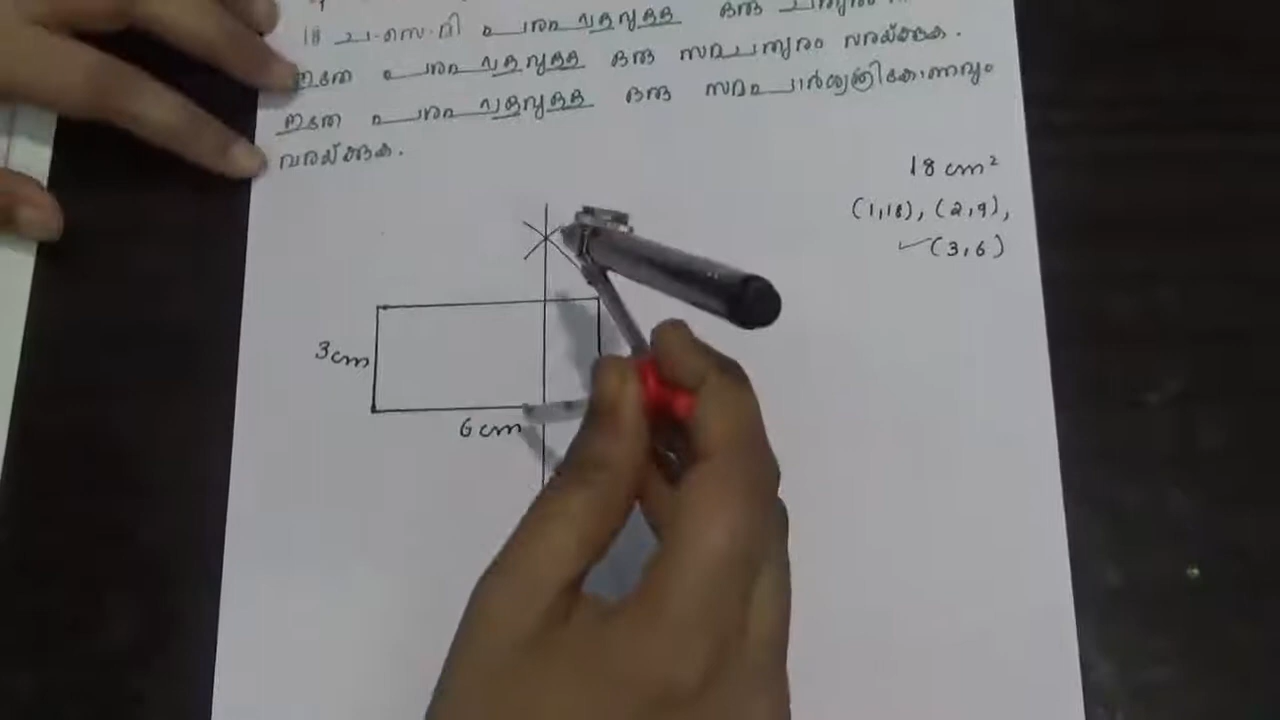 18 ച.സെ.മീ പരപ്പളവുള്ള ഒരു
ഇതേ പരപ്പളവുള്ള ഒരു സമചതുരം വരയ്ക്കുക.
ഇതേ പരപ്പളവുള്ള ഒരു സമപാർശ്വത്രികോണവും
വരയ്ക്കുക.
18 cm²
(1,18), (2,9),
✓(3,6)
3cm
6cm